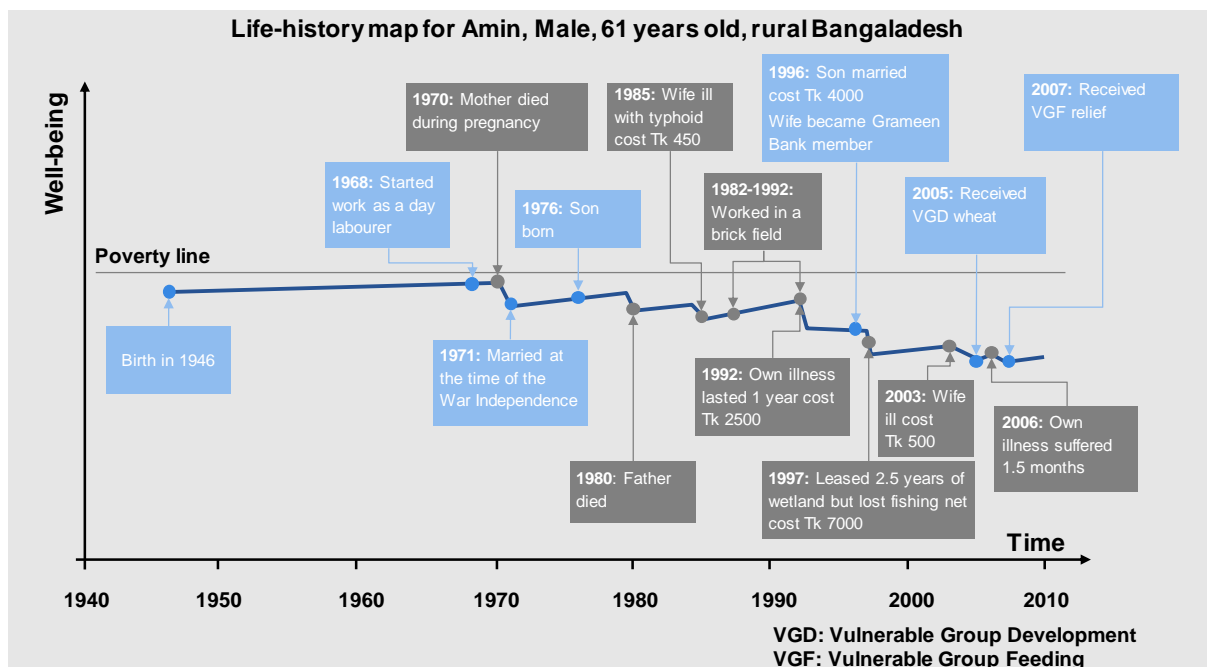 Life-history map for Amin, Male, 61 years old, rural Bangaladesh
Well-being
1970: Mother died
during pregnancy
1985: Wife ill
with typhoid
cost Tk 450
1996: Son married
cost Tk 4000
Wife became Grameen
Bank member
2007: Received
VGF relief
1968: Started
work as a day
labourer
1976: Son
born
1982-1992:
Worked in a
brick field
2005: Received
VGD wheat
Poverty line
Birth in 1946
1971: Married at
the time of the
War Independence
1992: Own illness
lasted 1 year cost
Tk 2500
2003: Wife
ill cost
Tk 500
2006: Own
illness suffered
1.5 months
1980: Father
died
1997: Leased 2.5 years of
wetland but lost fishing net
cost Tk 7000
Time
1940 1950 1960 1970 1980 1990 2000 2010
VGD: Vulnerable Group Development
VGF: Vulnerable Group Feeding